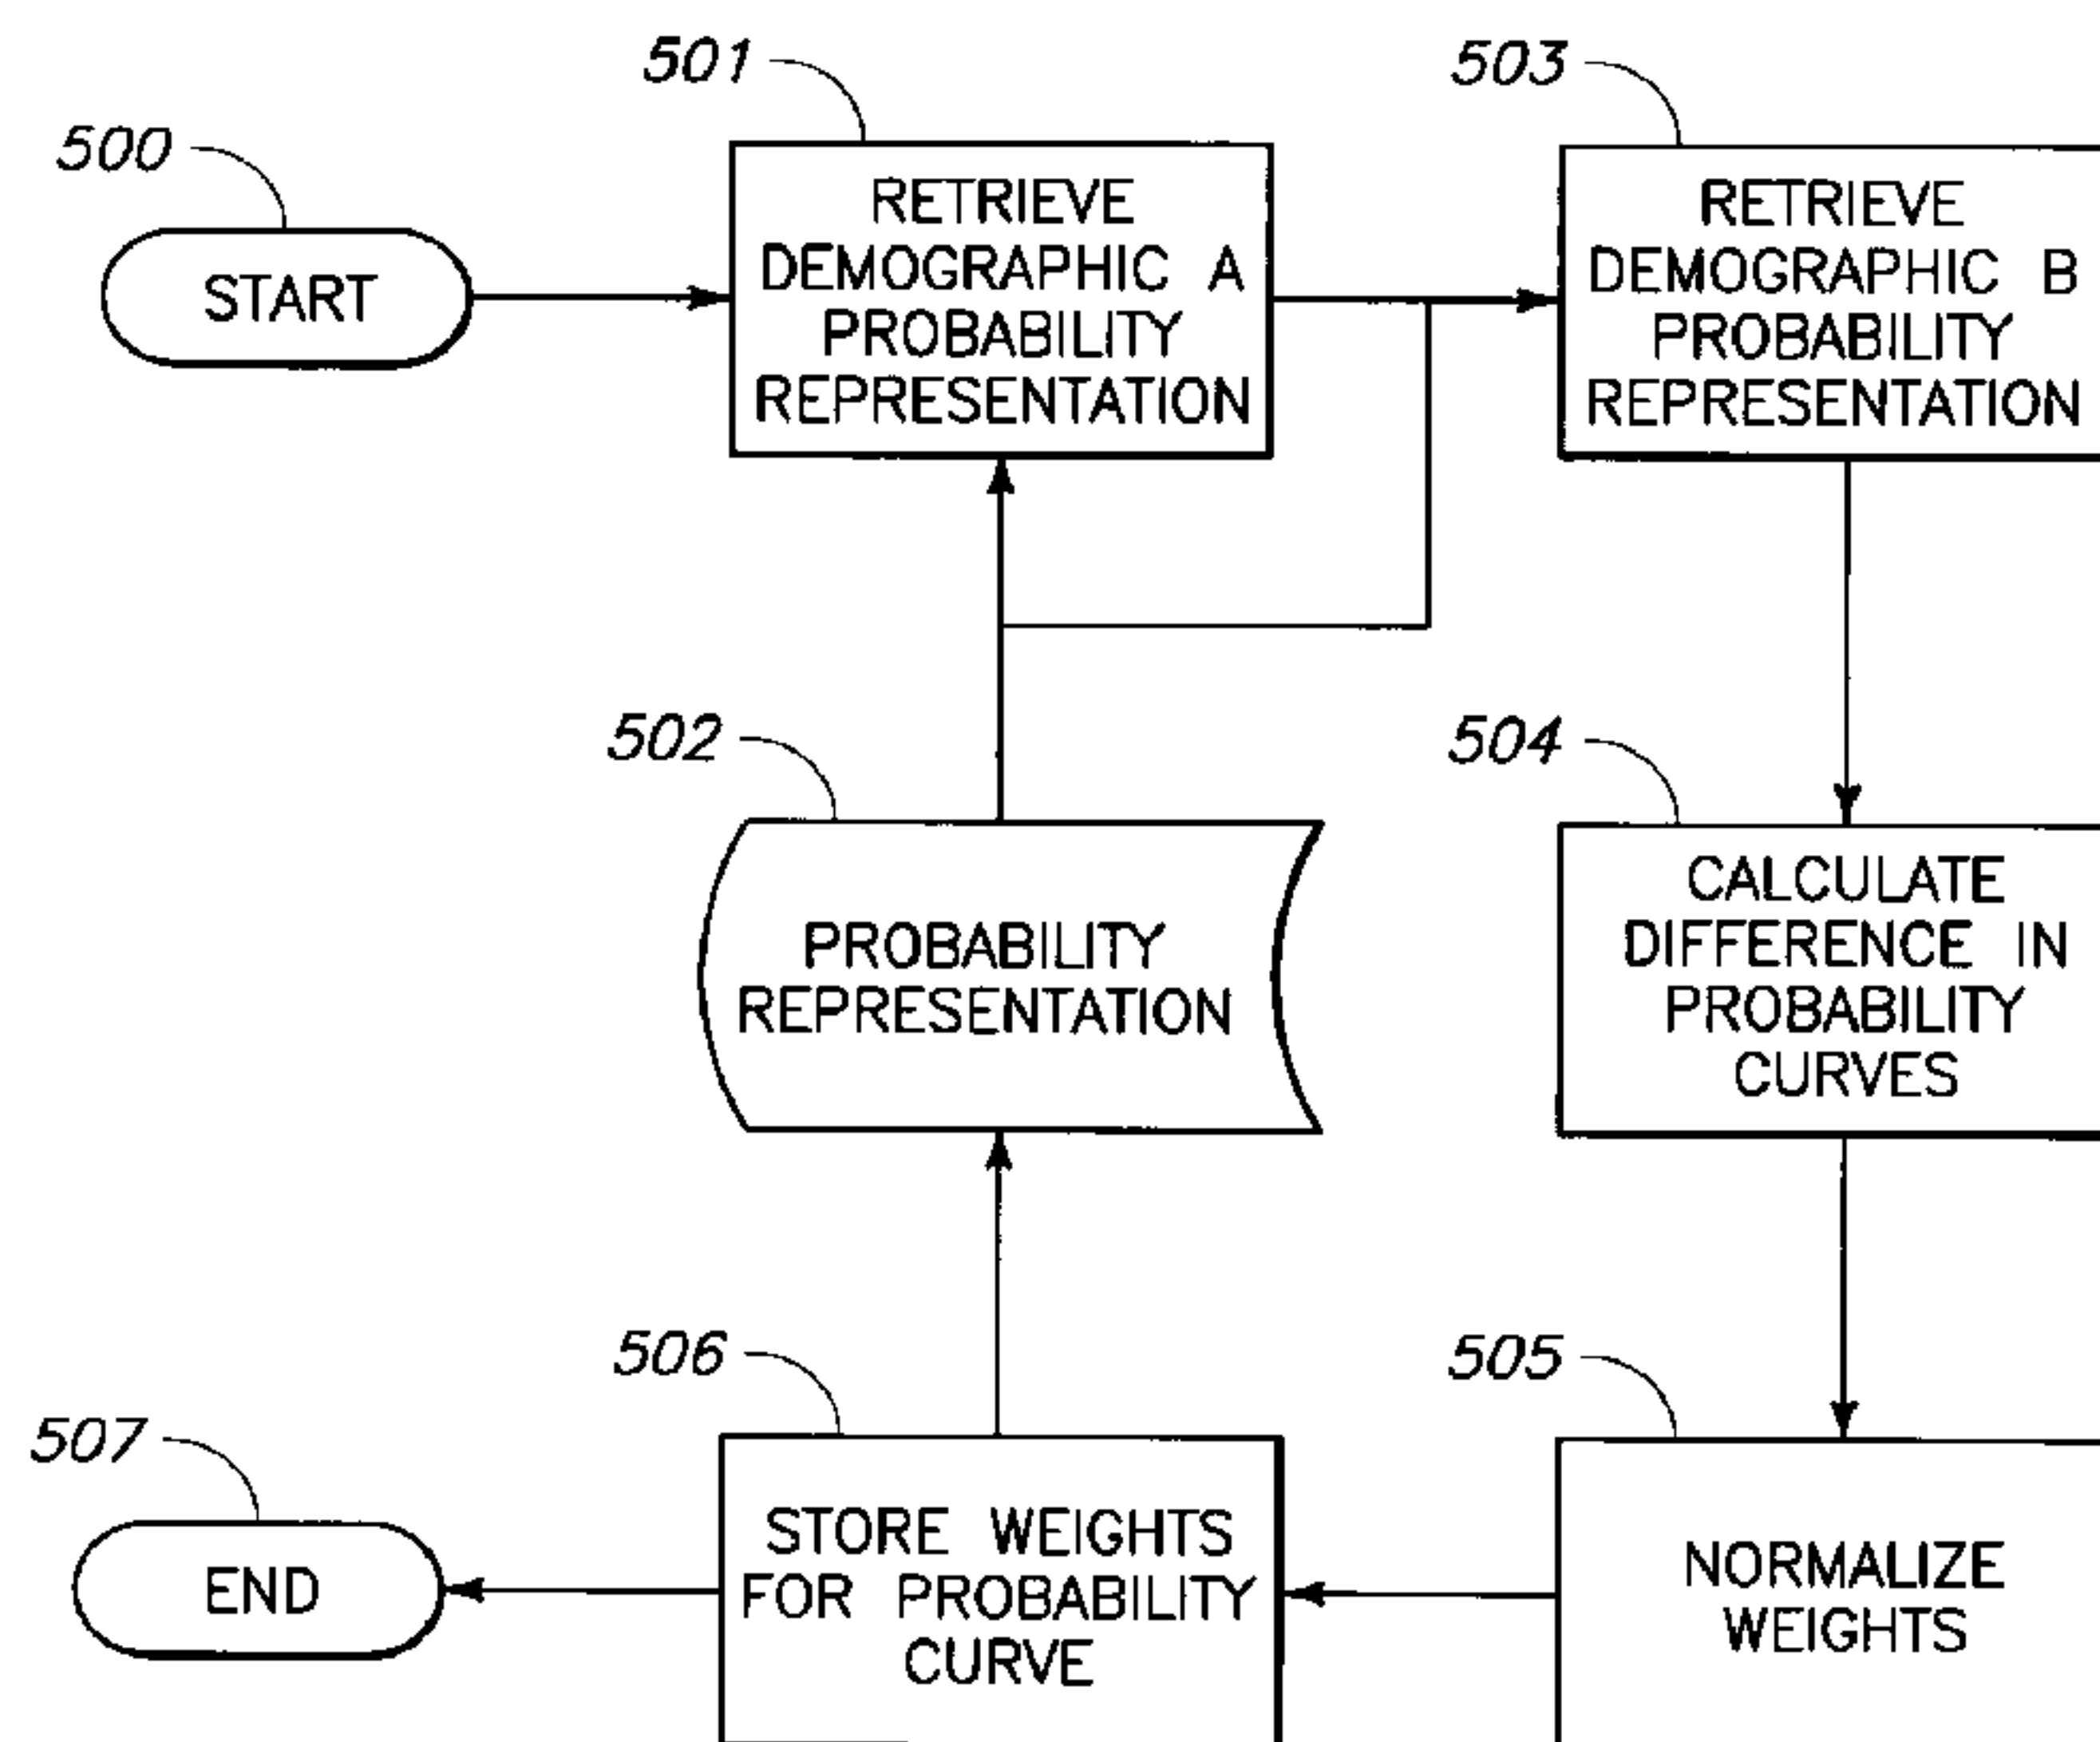 501
503
500
START
RETRIEVE
DEMOGRAPHIC A
PROBABILITY
REPRESENTATION
RETRIEVE
DEMOGRAPHIC B
PROBABILITY
REPRESENTATION
502
504
PROBABILITY
REPRESENTATION
CALCULATE
DIFFERENCE IN
PROBABILITY
CURVES
506
505
507
END
STORE WEIGHTS
FOR PROBABILITY
CURVE
NORMALIZE
WEIGHTS